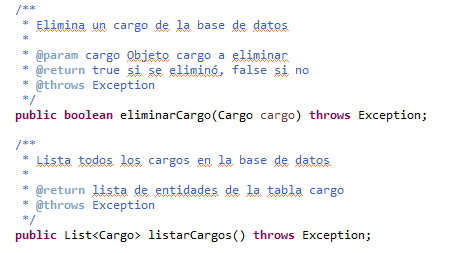 /**
 * Elimina un cargo de la base de datos
 *
 * @param cargo Objeto cargo a eliminar
 * @return true si se eliminó, false si no
 * @throws Exception
 */
public boolean eliminarCargo(Cargo cargo) throws Exception;
/**
 * Lista todos los cargos en la base de datos
 *
 * @return lista de entidades de la tabla cargo
 * @throws Exception
 */
public List<Cargo> listarCargos() throws Exception;